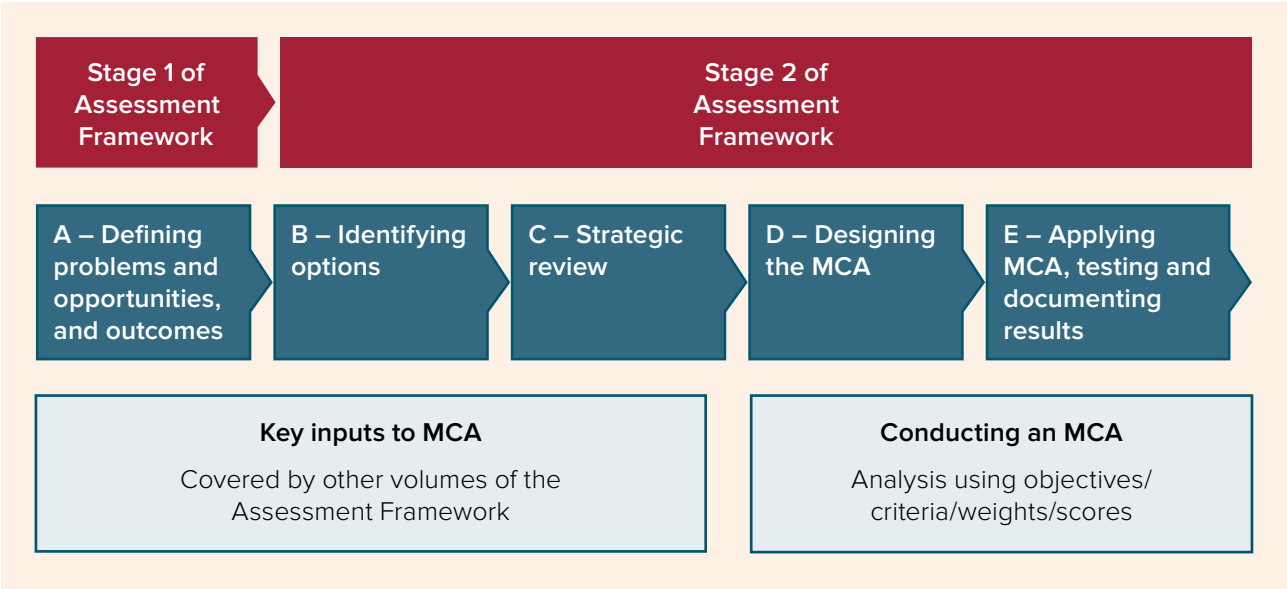 Stage 1 of
Assessment
Framework
Stage 2 of
Assessment
Framework
A – Defining
problems and
opportunities,
and outcomes
B – Identifying
options
C – Strategic
review
D – Designing
the MCA
E – Applying
MCA, testing and
documenting
results
Key inputs to MCA
Covered by other volumes of the
Assessment Framework
Conducting an MCA
Analysis using objectives/
criteria/weights/scores